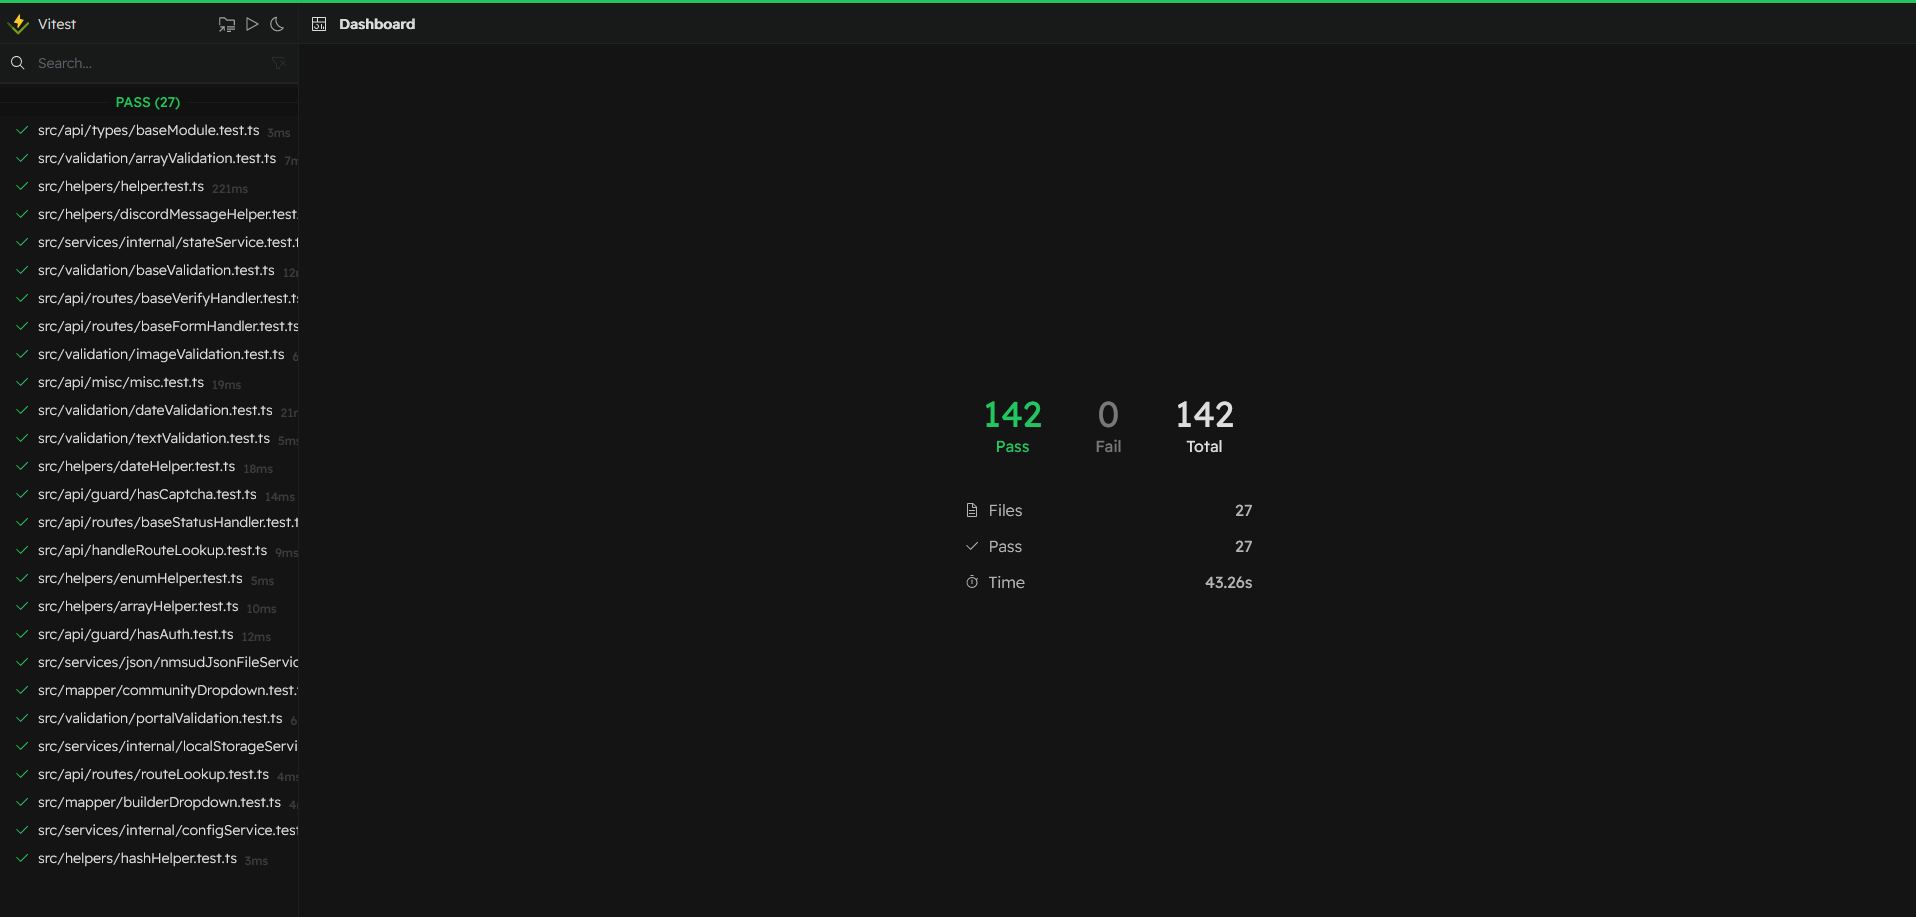 Vitest
Dashboard
Search...
PASS (27)
src/api/types/baseModule.test.ts 3ms
src/validation/arrayValidation.test.ts 7m
src/helpers/helper.test.ts 221ms
src/helpers/discordMessageHelper.test.
src/services/internal/stateService.test.t
src/validation/baseValidation.test.ts 12
src/api/routes/baseVerifyHandler.test.ts
src/api/routes/baseFormHandler.test.ts
src/validation/imageValidation.test.ts 6
src/api/misc/misc.test.ts 19ms
src/validation/dateValidation.test.ts 21
src/validation/textValidation.test.ts 5ms
src/helpers/dateHelper.test.ts 18ms
src/api/guard/hasCaptcha.test.ts 14ms
src/api/routes/baseStatusHandler.test.t
src/api/handleRouteLookup.test.ts 9ms
src/helpers/enumHelper.test.ts 5ms
src/helpers/arrayHelper.test.ts 10ms
src/api/guard/hasAuth.test.ts 12ms
src/services/json/nmsudJsonFileServic
src/mapper/communityDropdown.test.
src/validation/portalValidation.test.ts 6
src/services/internal/localStorageServi
src/api/routes/routeLookup.test.ts 4ms
src/mapper/builderDropdown.test.ts 4
src/services/internal/configService.test
src/helpers/hashHelper.test.ts 3ms
142 0 142
Pass Fail Total
Files 27
Pass 27
Time 43.26s